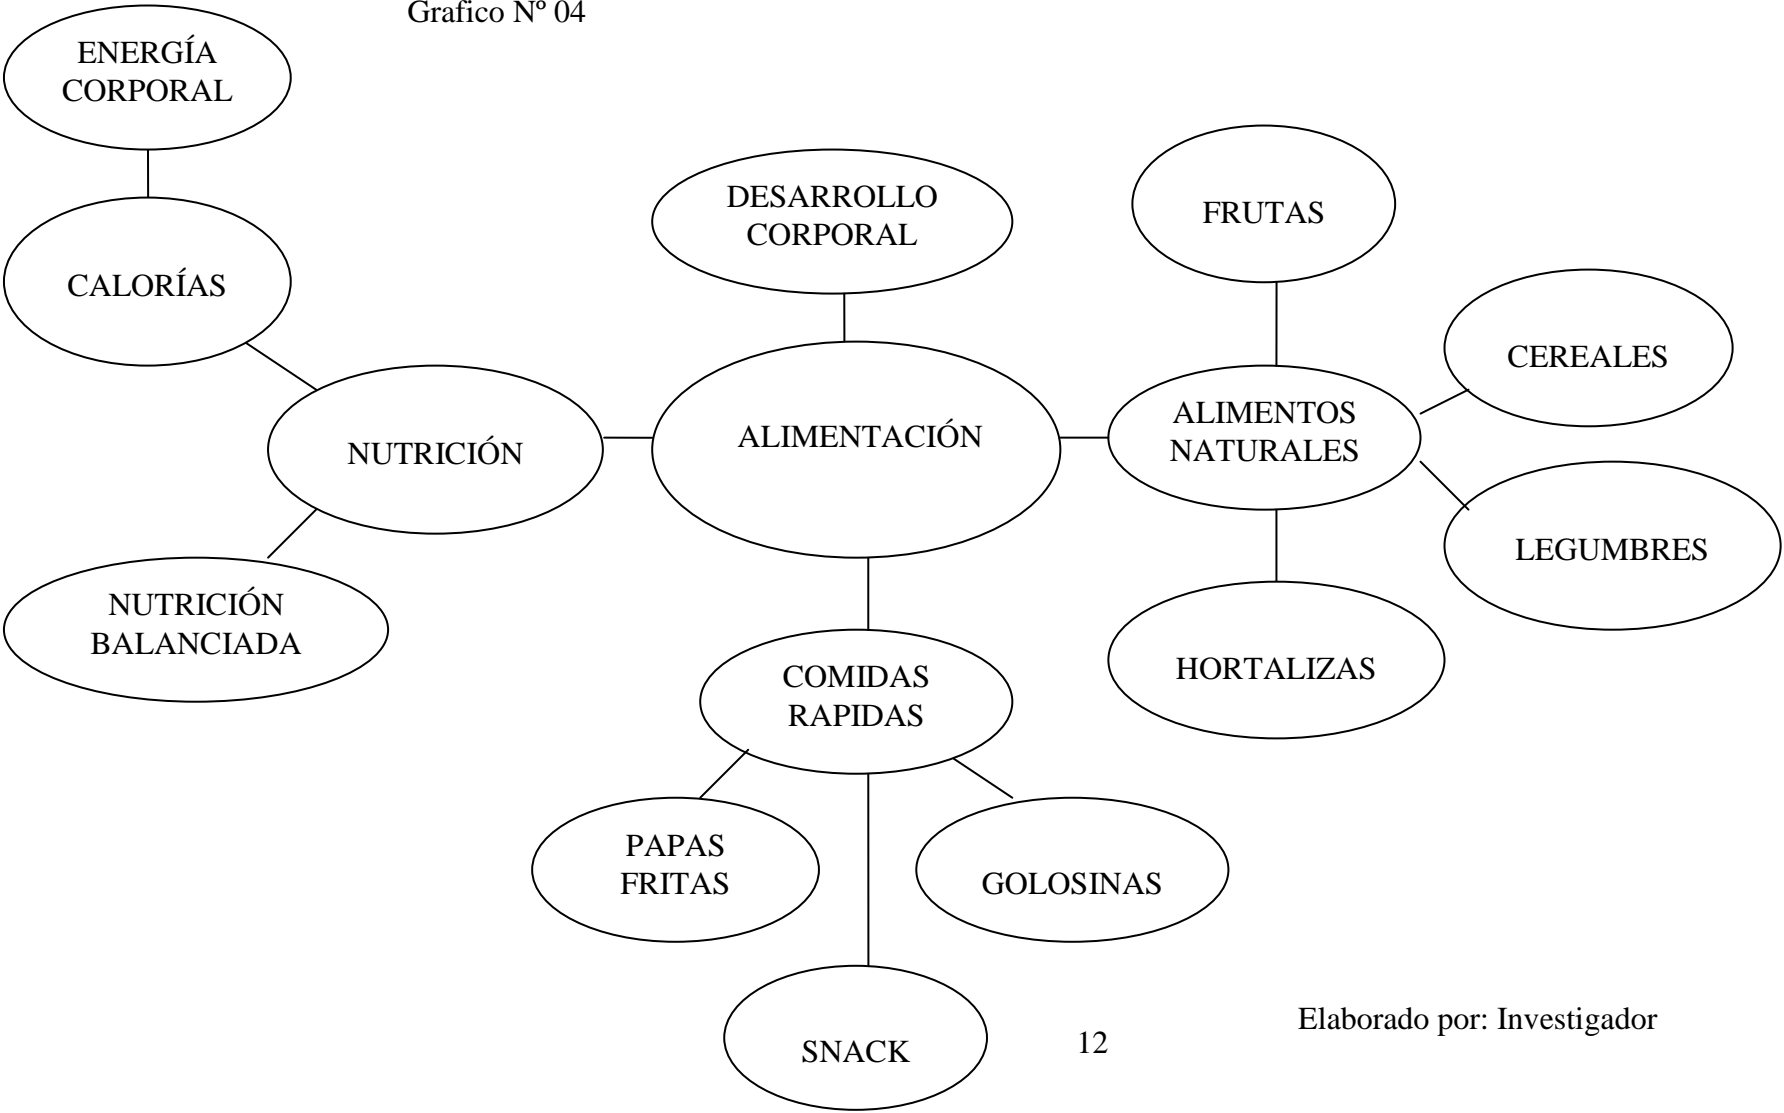 Grafico Nº 04
ENERGÍA
CORPORAL
DESARROLLO
CORPORAL
FRUTAS
CALORÍAS
CEREALES
ALIMENTOS
NATURALES
ALIMENTACIÓN
NUTRICIÓN
LEGUMBRES
NUTRICIÓN
BALANCIADA
HORTALIZAS
COMIDAS
RAPIDAS
PAPAS
FRITAS
GOLOSINAS
SNACK
12
Elaborado por: Investigador